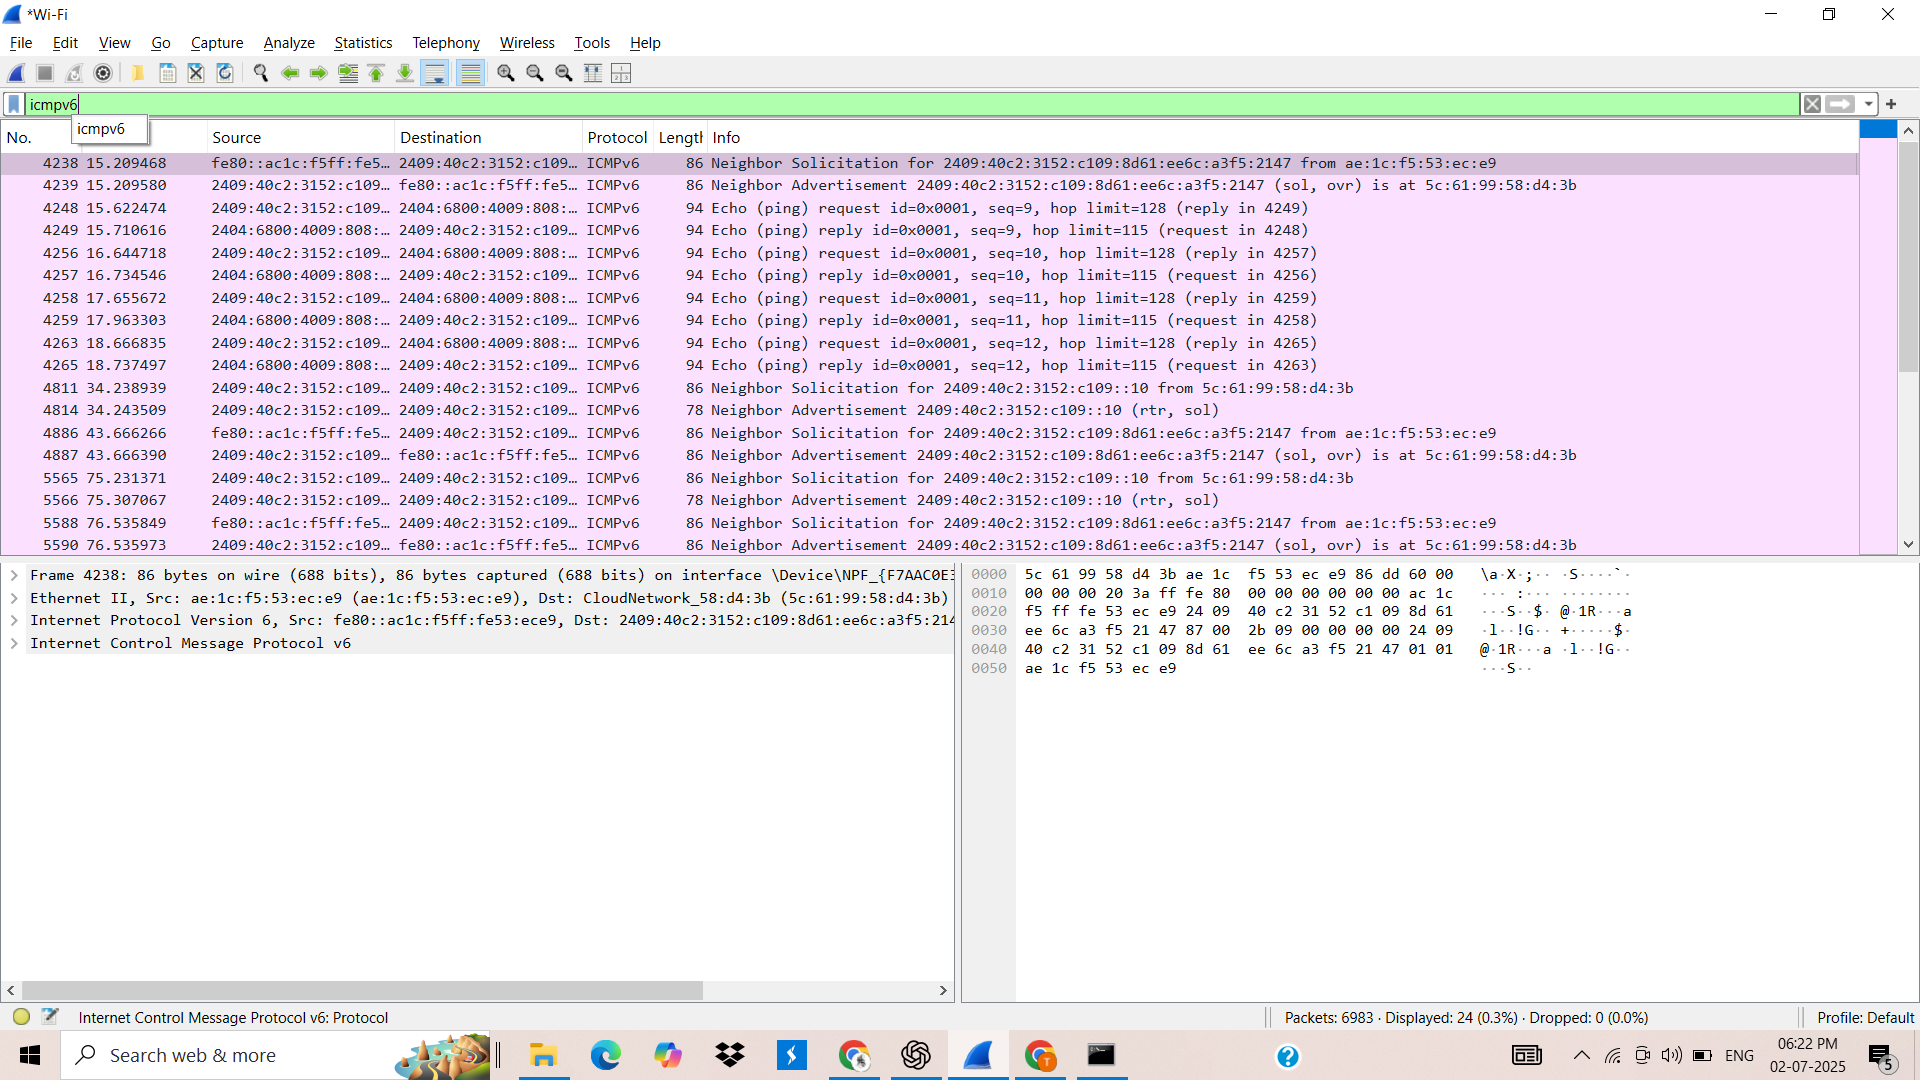 *Wi-Fi
File Edit View Go Capture Analyze Statistics Telephony Wireless Tools Help
icmpv6
icmpv6
No. Source Destination Protocol Length Info
4238 15.209468 fe80::ac1c:f5ff:fe5… 2409:40c2:3152:c109… ICMPv6 86 Neighbor Solicitation for 2409:40c2:3152:c109:8d61:ee6c:a3f5:2147 from ae:1c:f5:53:ec:e9
4239 15.209580 2409:40c2:3152:c109… fe80::ac1c:f5ff:fe5… ICMPv6 86 Neighbor Advertisement 2409:40c2:3152:c109:8d61:ee6c:a3f5:2147 (sol, ovr) is at 5c:61:99:58:d4:3b
4248 15.622474 2409:40c2:3152:c109… 2404:6800:4009:808:… ICMPv6 94 Echo (ping) request id=0x0001, seq=9, hop limit=128 (reply in 4249)
4249 15.710616 2404:6800:4009:808:… 2409:40c2:3152:c109… ICMPv6 94 Echo (ping) reply id=0x0001, seq=9, hop limit=115 (request in 4248)
4256 16.644718 2409:40c2:3152:c109… 2404:6800:4009:808:… ICMPv6 94 Echo (ping) request id=0x0001, seq=10, hop limit=128 (reply in 4257)
4257 16.734546 2404:6800:4009:808:… 2409:40c2:3152:c109… ICMPv6 94 Echo (ping) reply id=0x0001, seq=10, hop limit=115 (request in 4256)
4258 17.655672 2409:40c2:3152:c109… 2404:6800:4009:808:… ICMPv6 94 Echo (ping) request id=0x0001, seq=11, hop limit=128 (reply in 4259)
4259 17.963303 2404:6800:4009:808:… 2409:40c2:3152:c109… ICMPv6 94 Echo (ping) reply id=0x0001, seq=11, hop limit=115 (request in 4258)
4263 18.666835 2409:40c2:3152:c109… 2404:6800:4009:808:… ICMPv6 94 Echo (ping) request id=0x0001, seq=12, hop limit=128 (reply in 4265)
4265 18.737497 2404:6800:4009:808:… 2409:40c2:3152:c109… ICMPv6 94 Echo (ping) reply id=0x0001, seq=12, hop limit=115 (request in 4263)
4811 34.238939 2409:40c2:3152:c109… 2409:40c2:3152:c109… ICMPv6 86 Neighbor Solicitation for 2409:40c2:3152:c109::10 from 5c:61:99:58:d4:3b
4814 34.243509 2409:40c2:3152:c109… 2409:40c2:3152:c109… ICMPv6 78 Neighbor Advertisement 2409:40c2:3152:c109::10 (rtr, sol)
4886 43.666266 fe80::ac1c:f5ff:fe5… 2409:40c2:3152:c109… ICMPv6 86 Neighbor Solicitation for 2409:40c2:3152:c109:8d61:ee6c:a3f5:2147 from ae:1c:f5:53:ec:e9
4887 43.666390 2409:40c2:3152:c109… fe80::ac1c:f5ff:fe5… ICMPv6 86 Neighbor Advertisement 2409:40c2:3152:c109:8d61:ee6c:a3f5:2147 (sol, ovr) is at 5c:61:99:58:d4:3b
5565 75.231371 2409:40c2:3152:c109… 2409:40c2:3152:c109… ICMPv6 86 Neighbor Solicitation for 2409:40c2:3152:c109::10 from 5c:61:99:58:d4:3b
5566 75.307067 2409:40c2:3152:c109… 2409:40c2:3152:c109… ICMPv6 78 Neighbor Advertisement 2409:40c2:3152:c109::10 (rtr, sol)
5588 76.535849 fe80::ac1c:f5ff:fe5… 2409:40c2:3152:c109… ICMPv6 86 Neighbor Solicitation for 2409:40c2:3152:c109:8d61:ee6c:a3f5:2147 from ae:1c:f5:53:ec:e9
5590 76.535973 2409:40c2:3152:c109… fe80::ac1c:f5ff:fe5… ICMPv6 86 Neighbor Advertisement 2409:40c2:3152:c109:8d61:ee6c:a3f5:2147 (sol, ovr) is at 5c:61:99:58:d4:3b
Frame 4238: 86 bytes on wire (688 bits), 86 bytes captured (688 bits) on interface \Device\NPF_{F7AAC0E3
Ethernet II, Src: ae:1c:f5:53:ec:e9 (ae:1c:f5:53:ec:e9), Dst: CloudNetwork_58:d4:3b (5c:61:99:58:d4:3b)
Internet Protocol Version 6, Src: fe80::ac1c:f5ff:fe53:ece9, Dst: 2409:40c2:3152:c109:8d61:ee6c:a3f5:214
Internet Control Message Protocol v6
0000 5c 61 99 58 d4 3b ae 1c f5 53 ec e9 86 dd 60 00 \a·X·;·· ·S····`·
0010 00 00 00 20 3a ff fe 80 00 00 00 00 00 00 ac 1c ··· :··· ········
0020 f5 ff fe 53 ec e9 24 09 40 c2 31 52 c1 09 8d 61 ···S··$· @·1R···a
0030 ee 6c a3 f5 21 47 87 00 2b 09 00 00 00 00 24 09 ·l··!G·· +·····$·
0040 40 c2 31 52 c1 09 8d 61 ee 6c a3 f5 21 47 01 01 @·1R···a ·l··!G··
0050 ae 1c f5 53 ec e9 ···S··
Internet Control Message Protocol v6: Protocol
Packets: 6983 · Displayed: 24 (0.3%) · Dropped: 0 (0.0%)
Profile: Default
Search web & more
T
ENG
06:22 PM
02-07-2025
5